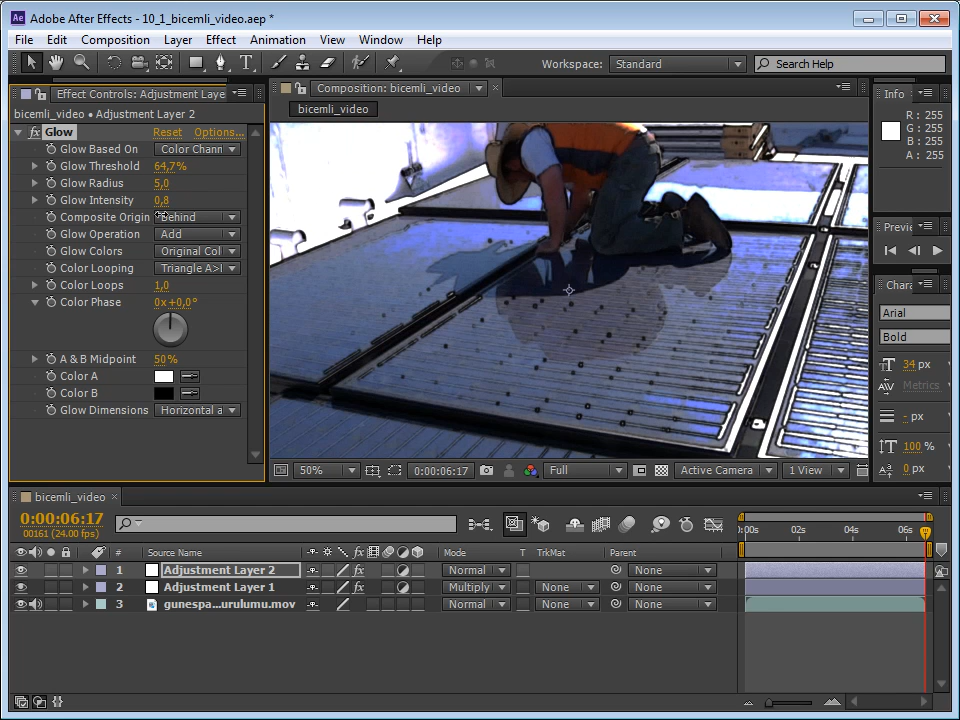 Ae Adobe After Effects - 10_1_bicemli_video.aep *
File Edit Composition Layer Effect Animation View Window Help
Workspace: Standard Search Help
Effect Controls: Adjustment Laye
Composition: bicemli_video
Info
bicemli_video • Adjustment Layer 2
bicemli_video
fx Glow Reset Options...
Glow Based On Color Chann
Glow Threshold 64,7%
Glow Radius 5,0
Glow Intensity 0,8
Composite Origin Behind
Glow Operation Add
Glow Colors Original Col
Color Looping Triangle A>I
Color Loops 1,0
Color Phase 0x+0,0°
A & B Midpoint 50%
Color A
Color B
Glow Dimensions Horizontal a
R : 255
G : 255
B : 255
A : 255
Previe
Chara
Arial
Bold
34 px
Metrics
- px
100 %
0 px
50% 0:00:06:17 Full Active Camera 1 View
bicemli_video
0:00:06:17
00161 (24.00 fps)
:00s 02s 04s 06s
# Source Name Mode T TrkMat Parent
1 Adjustment Layer 2 fx Normal None
2 Adjustment Layer 1 fx Multiply None None
3 gunespa...urulumu.mov Normal None None